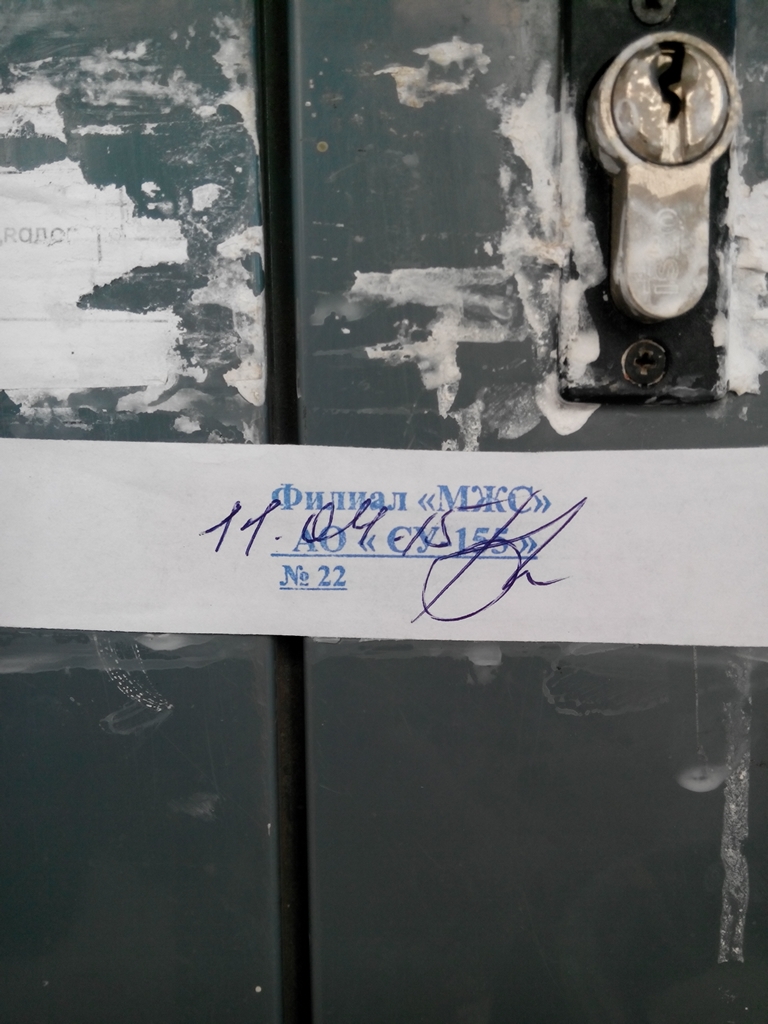 Филиал «МЖС»
11.04.15
АО « СУ-155 »
№ 22